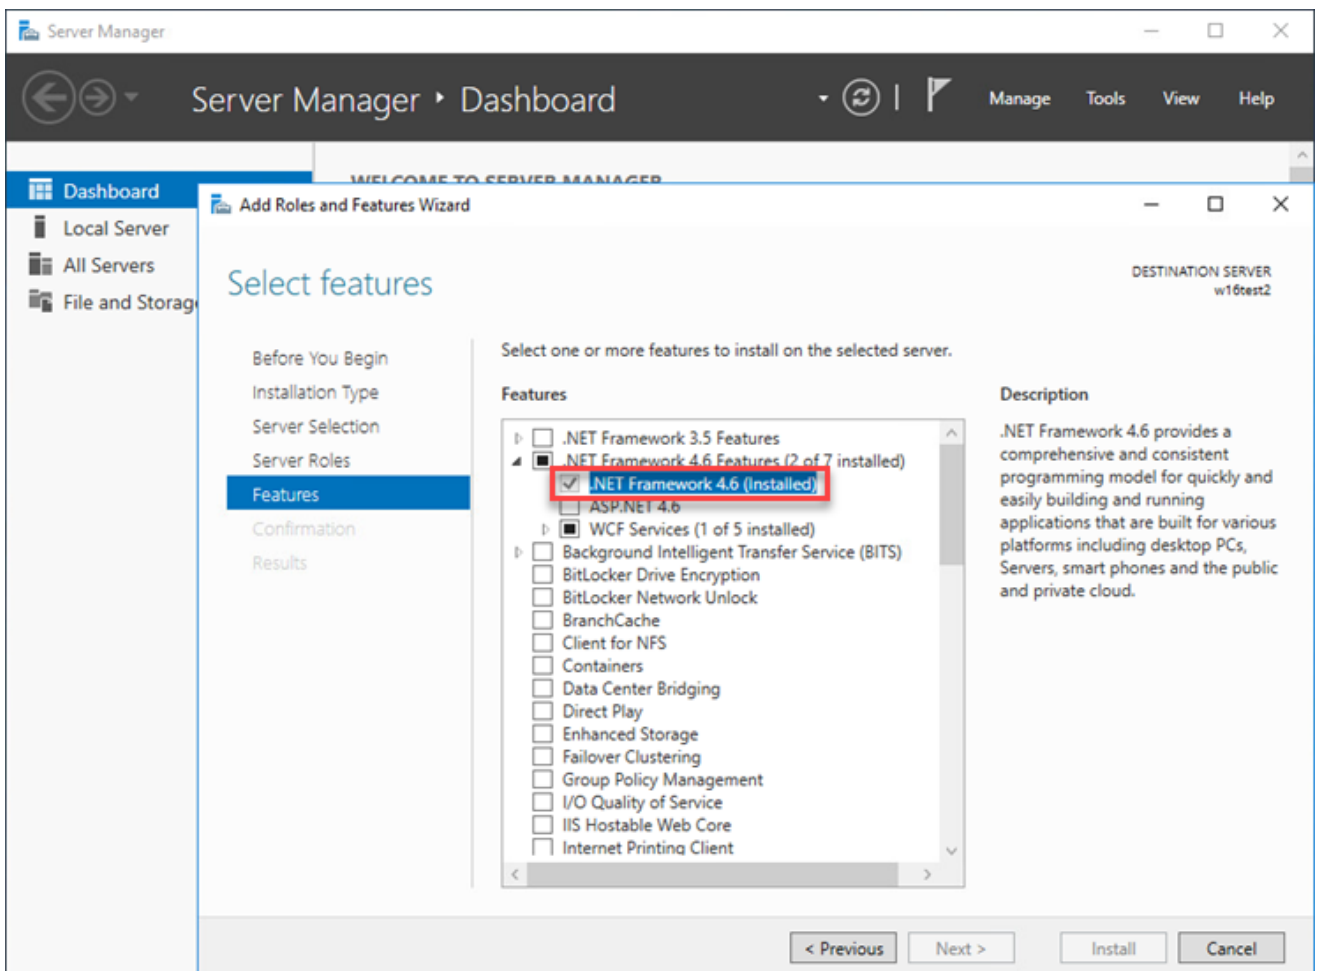 Server Manager
Server Manager • Dashboard
Manage Tools View Help
WELCOME TO SERVER MANAGER
Dashboard
Local Server
All Servers
File and Storag
Add Roles and Features Wizard
Select features
DESTINATION SERVER
w16test2
Before You Begin
Installation Type
Server Selection
Server Roles
Features
Confirmation
Results
Select one or more features to install on the selected server.
Features
.NET Framework 3.5 Features
.NET Framework 4.6 Features (2 of 7 installed)
.NET Framework 4.6 (Installed)
ASP.NET 4.6
WCF Services (1 of 5 installed)
Background Intelligent Transfer Service (BITS)
BitLocker Drive Encryption
BitLocker Network Unlock
BranchCache
Client for NFS
Containers
Data Center Bridging
Direct Play
Enhanced Storage
Failover Clustering
Group Policy Management
I/O Quality of Service
IIS Hostable Web Core
Internet Printing Client
Description
.NET Framework 4.6 provides a
comprehensive and consistent
programming model for quickly and
easily building and running
applications that are built for various
platforms including desktop PCs,
Servers, smart phones and the public
and private cloud.
< Previous
Next >
Install
Cancel